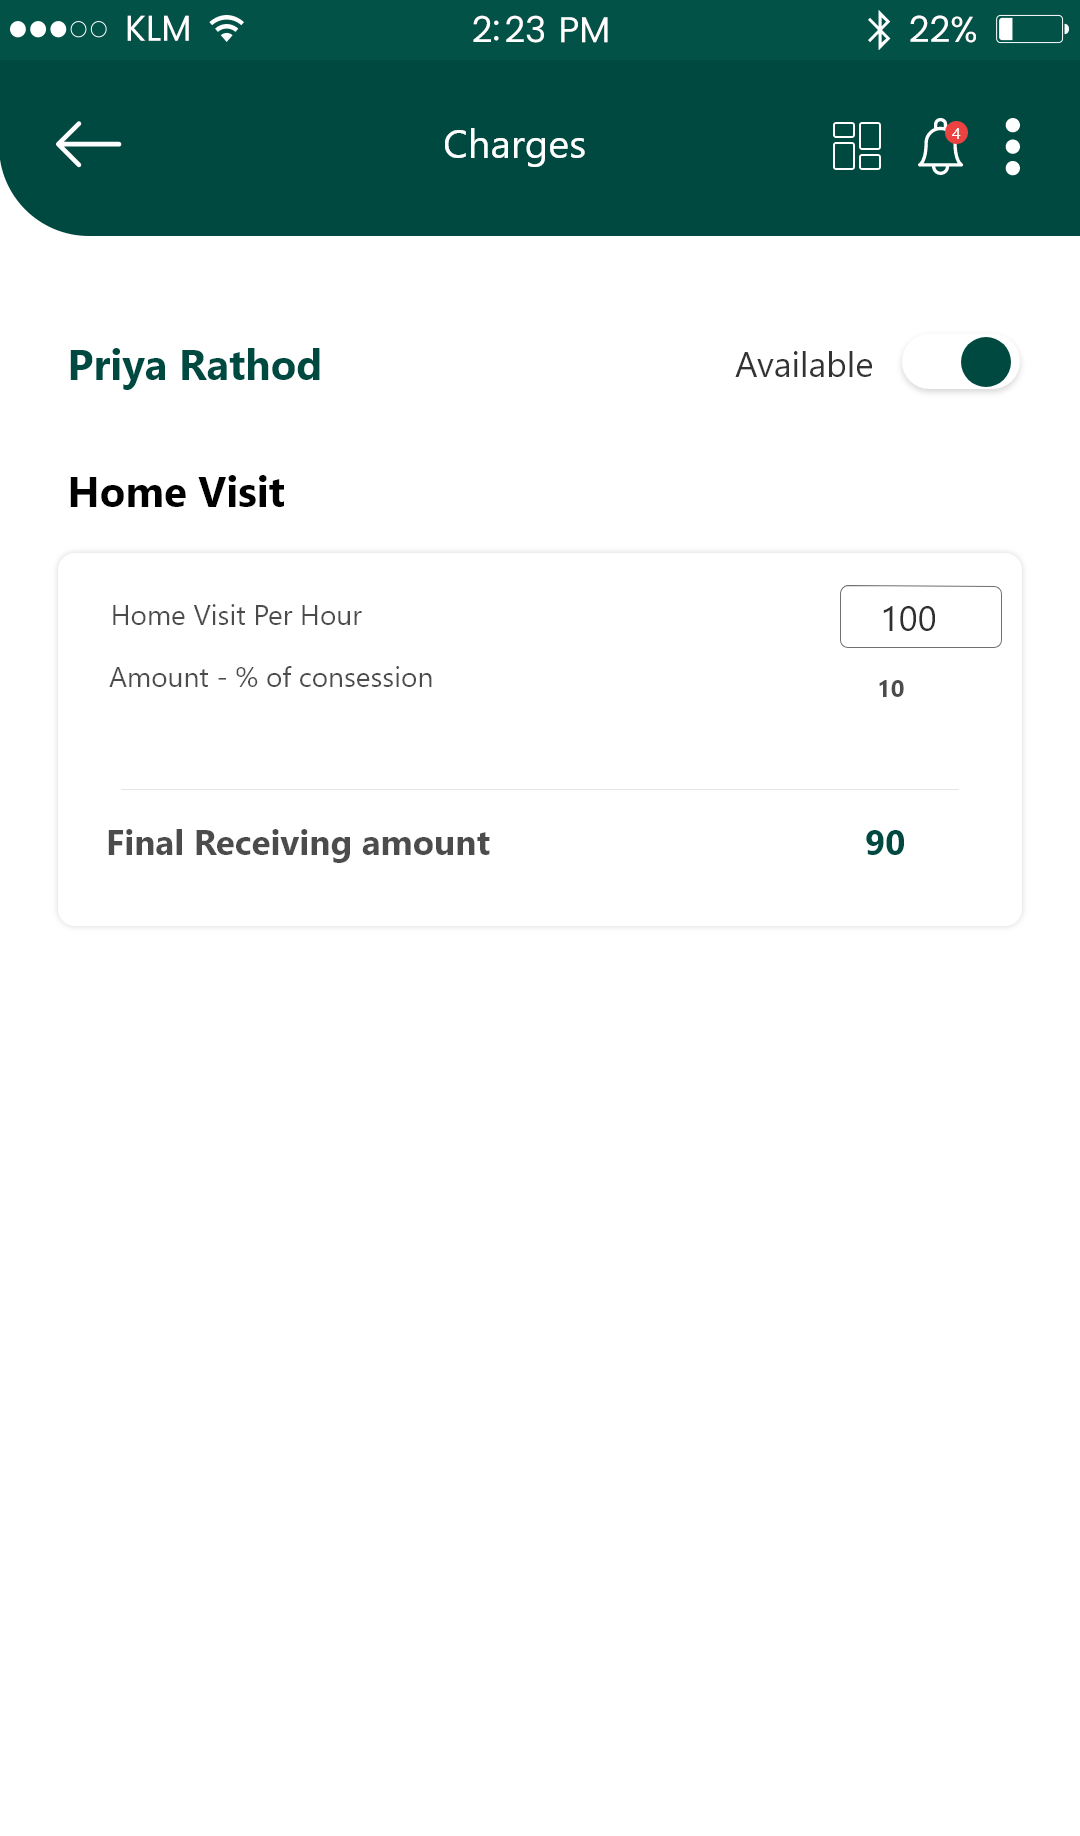 KLM 2:23 PM 22%
Charges 4
Priya Rathod Available
Home Visit
Home Visit Per Hour 100
Amount - % of consession 10
Final Receiving amount 90